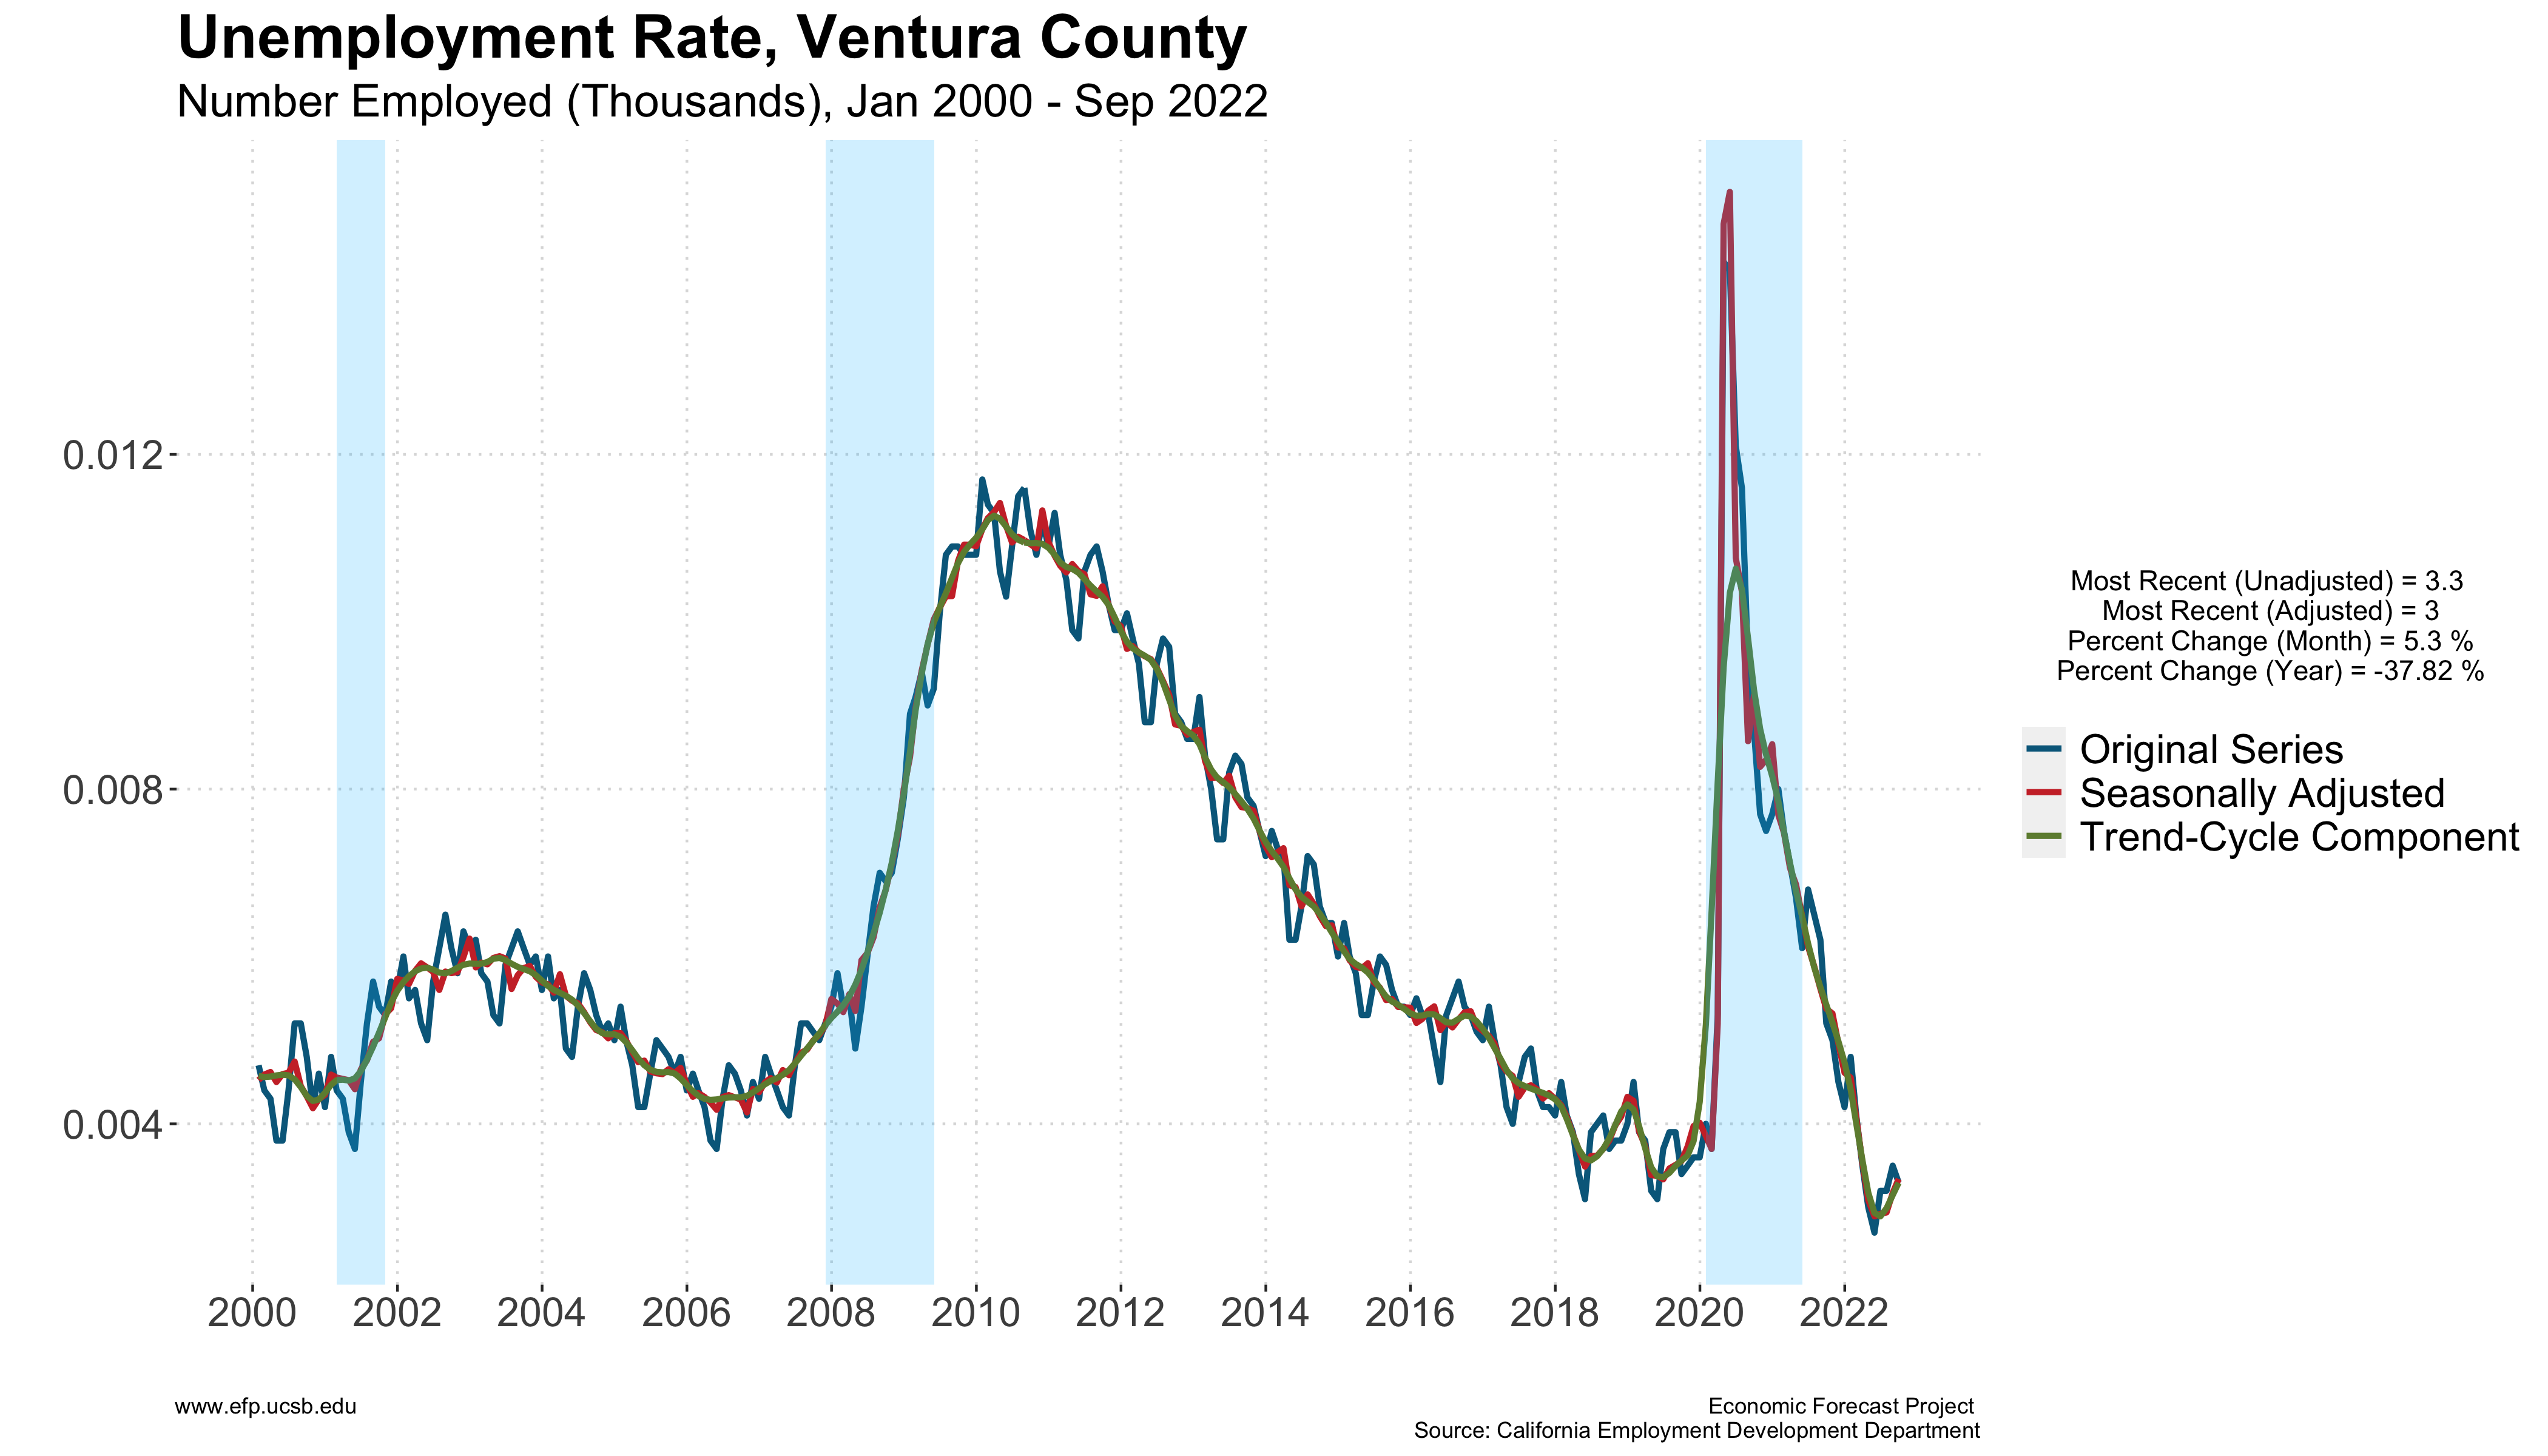 Unemployment Rate, Ventura County
Number Employed (Thousands), Jan 2000 - Sep 2022
0.012
0.008
0.004
2000 2002 2004 2006 2008 2010 2012 2014 2016 2018 2020 2022
Most Recent (Unadjusted) = 3.3
Most Recent (Adjusted) = 3
Percent Change (Month) = 5.3 %
Percent Change (Year) = -37.82 %
Original Series
Seasonally Adjusted
Trend-Cycle Component
www.efp.ucsb.edu
Economic Forecast Project
Source: California Employment Development Department